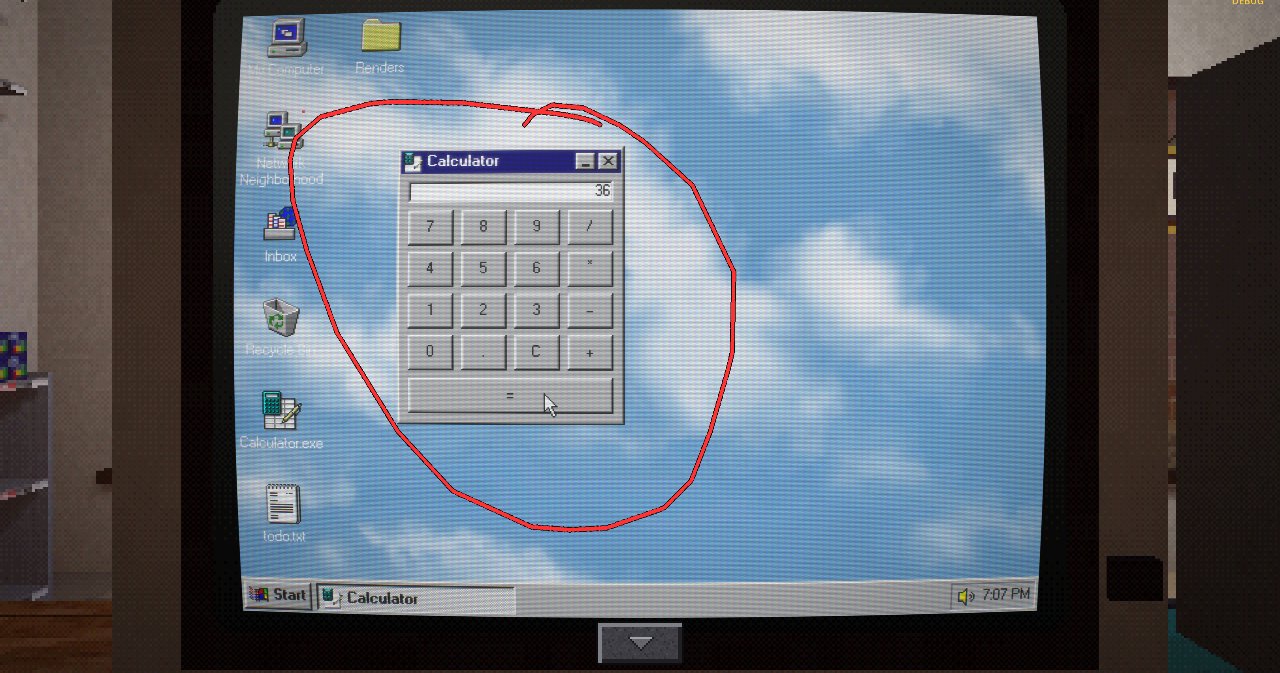 DEBUG
My Computer
Renders
Network
Neighborhood
Inbox
Recycle Bin
Calculator.exe
todo.txt
Calculator
36
7 8 9 /
4 5 6 *
1 2 3 -
0 . C +
=
Start
Calculator
7:07 PM